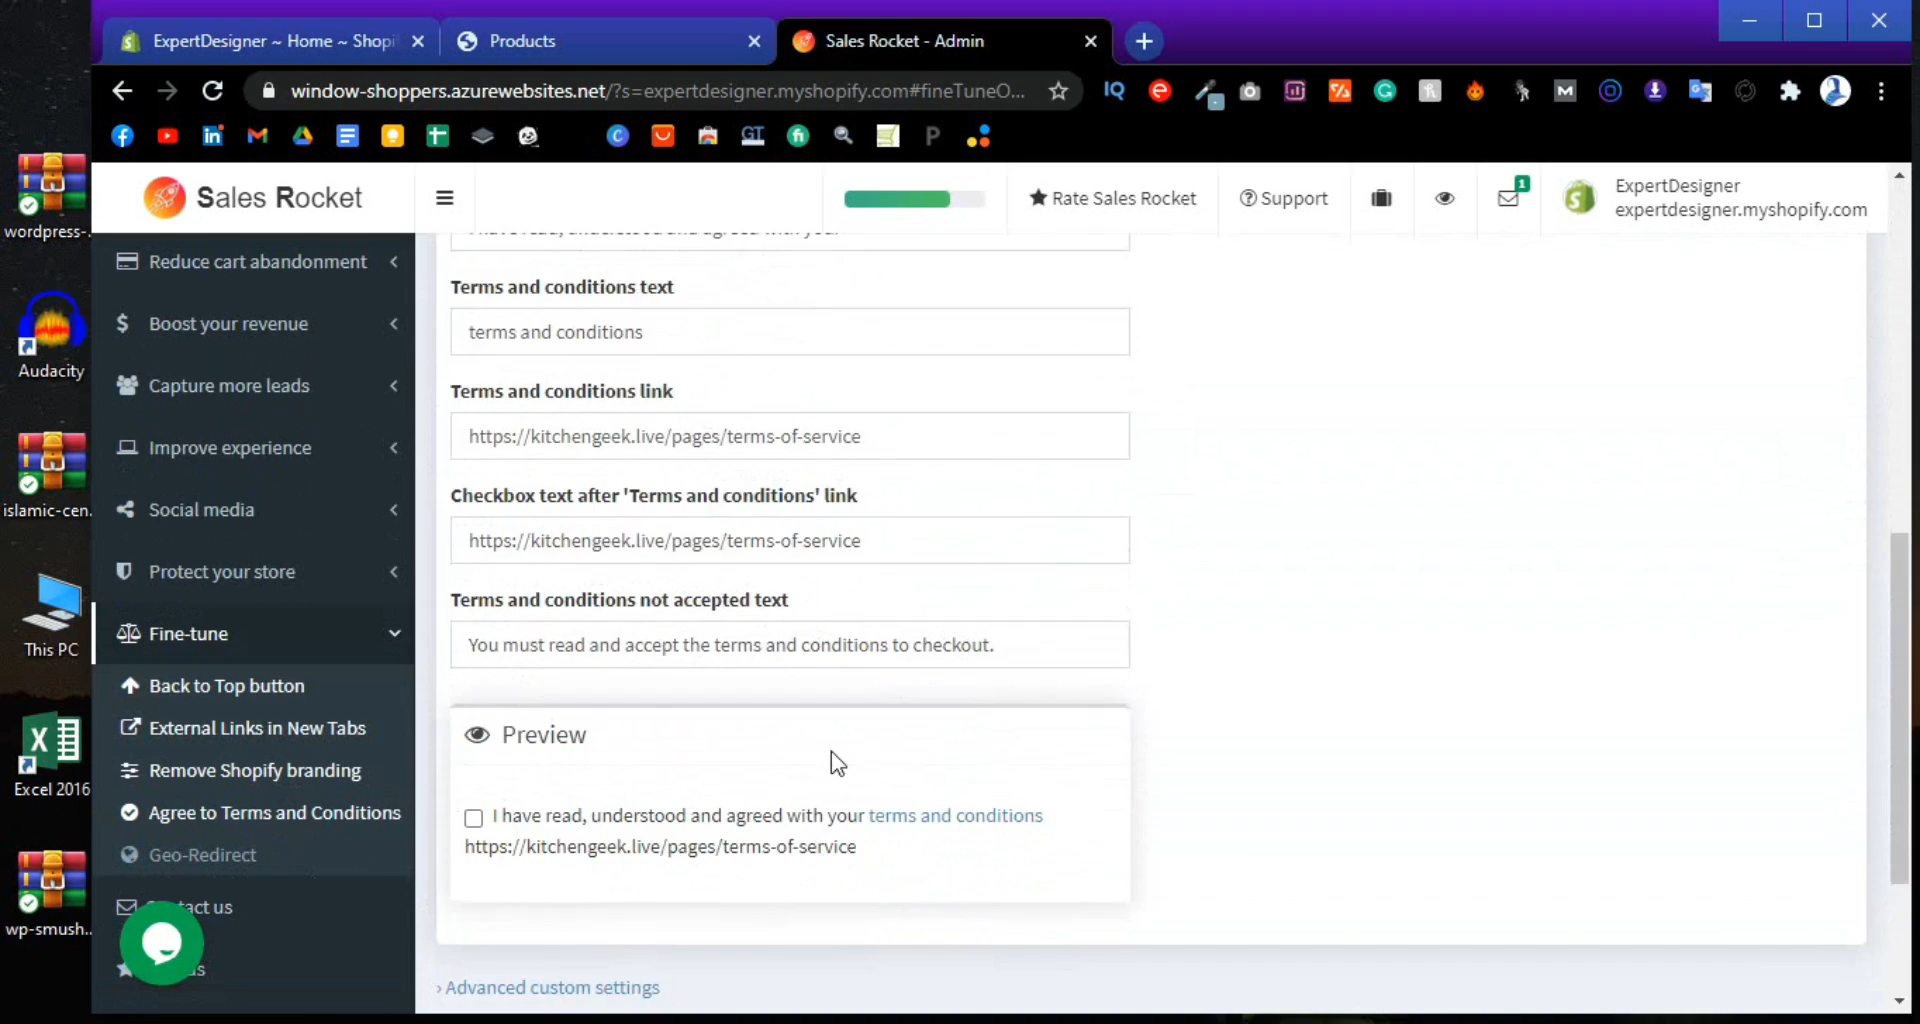 ExpertDesigner ~ Home ~ Shopi
Products
Sales Rocket - Admin
window-shoppers.azurewebsites.net/?s=expertdesigner.myshopify.com#fineTuneO...
wordpress-...
Audacity
islamic-cen...
This PC
Excel 2016
wp-smush...
Sales Rocket
Rate Sales Rocket
Support
1
ExpertDesigner
expertdesigner.myshopify.com
Reduce cart abandonment
Boost your revenue
Capture more leads
Improve experience
Social media
Protect your store
Fine-tune
Back to Top button
External Links in New Tabs
Remove Shopify branding
Agree to Terms and Conditions
Geo-Redirect
Terms and conditions text
terms and conditions
Terms and conditions link
https://kitchengeek.live/pages/terms-of-service
Checkbox text after 'Terms and conditions' link
https://kitchengeek.live/pages/terms-of-service
Terms and conditions not accepted text
You must read and accept the terms and conditions to checkout.
Preview
I have read, understood and agreed with your terms and conditions
https://kitchengeek.live/pages/terms-of-service
Advanced custom settings